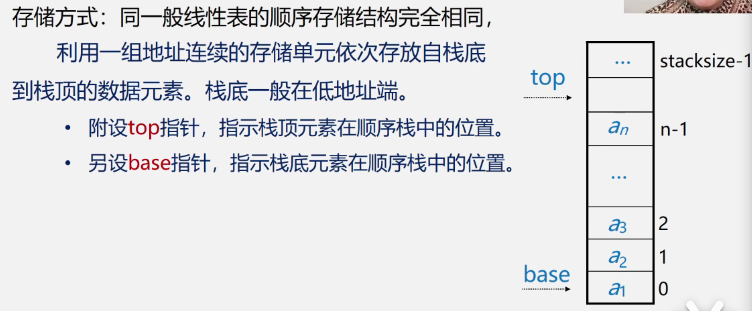 存储方式：同一般线性表的顺序存储结构完全相同，
利用一组地址连续的存储单元依次存放自栈底
到栈顶的数据元素。栈底一般在低地址端。
• 附设top指针，指示栈顶元素在顺序栈中的位置。
• 另设base指针，指示栈底元素在顺序栈中的位置。
… stacksize-1
top
aₙ n-1
…
a₃ 2
a₂ 1
base
a₁ 0